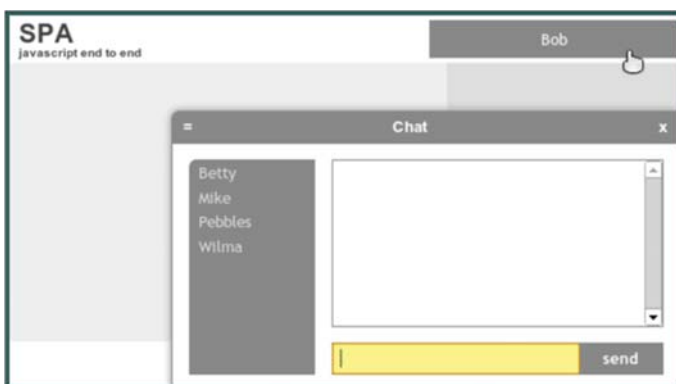 SPA
javascript end to end
Bob
=
Chat
x
Betty
Mike
Pebbles
Wilma
send